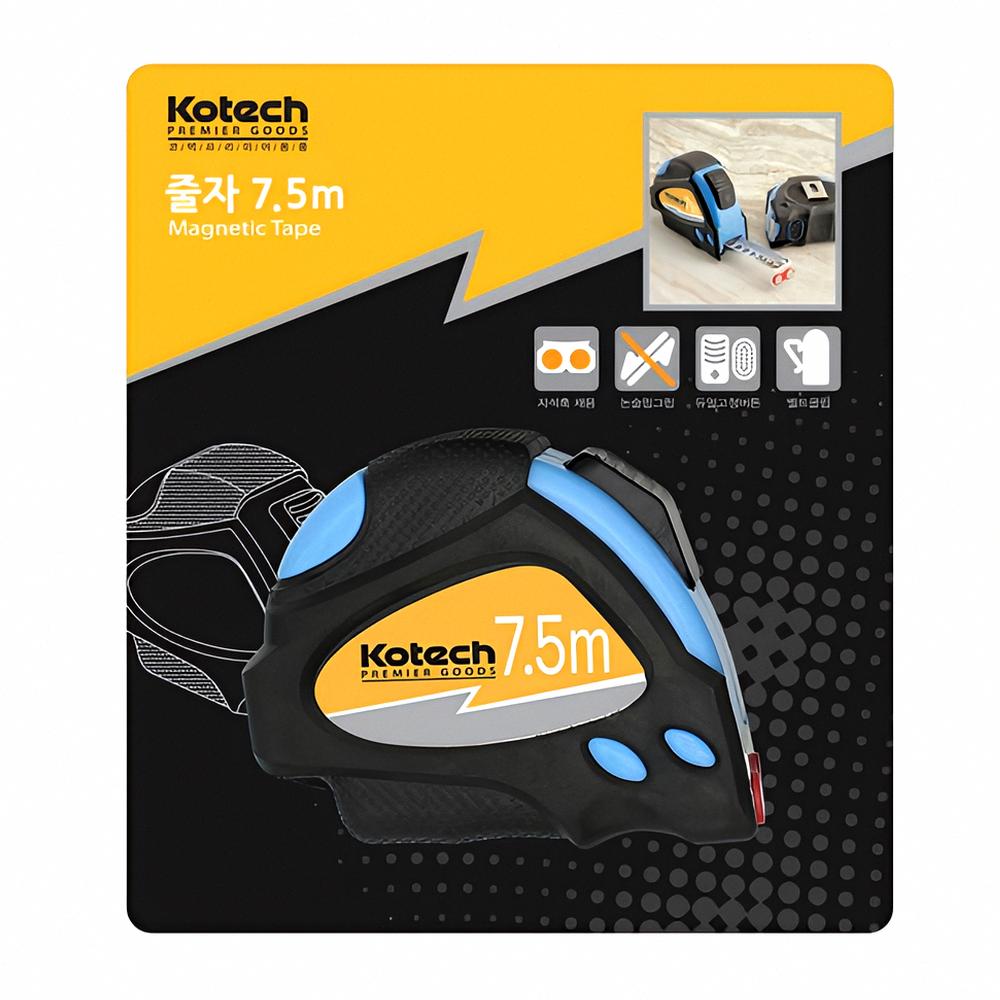 Kotech
PREMIER GOODS
줄자 7.5m
Magnetic Tape
Kotech
PREMIER GOODS
7.5m